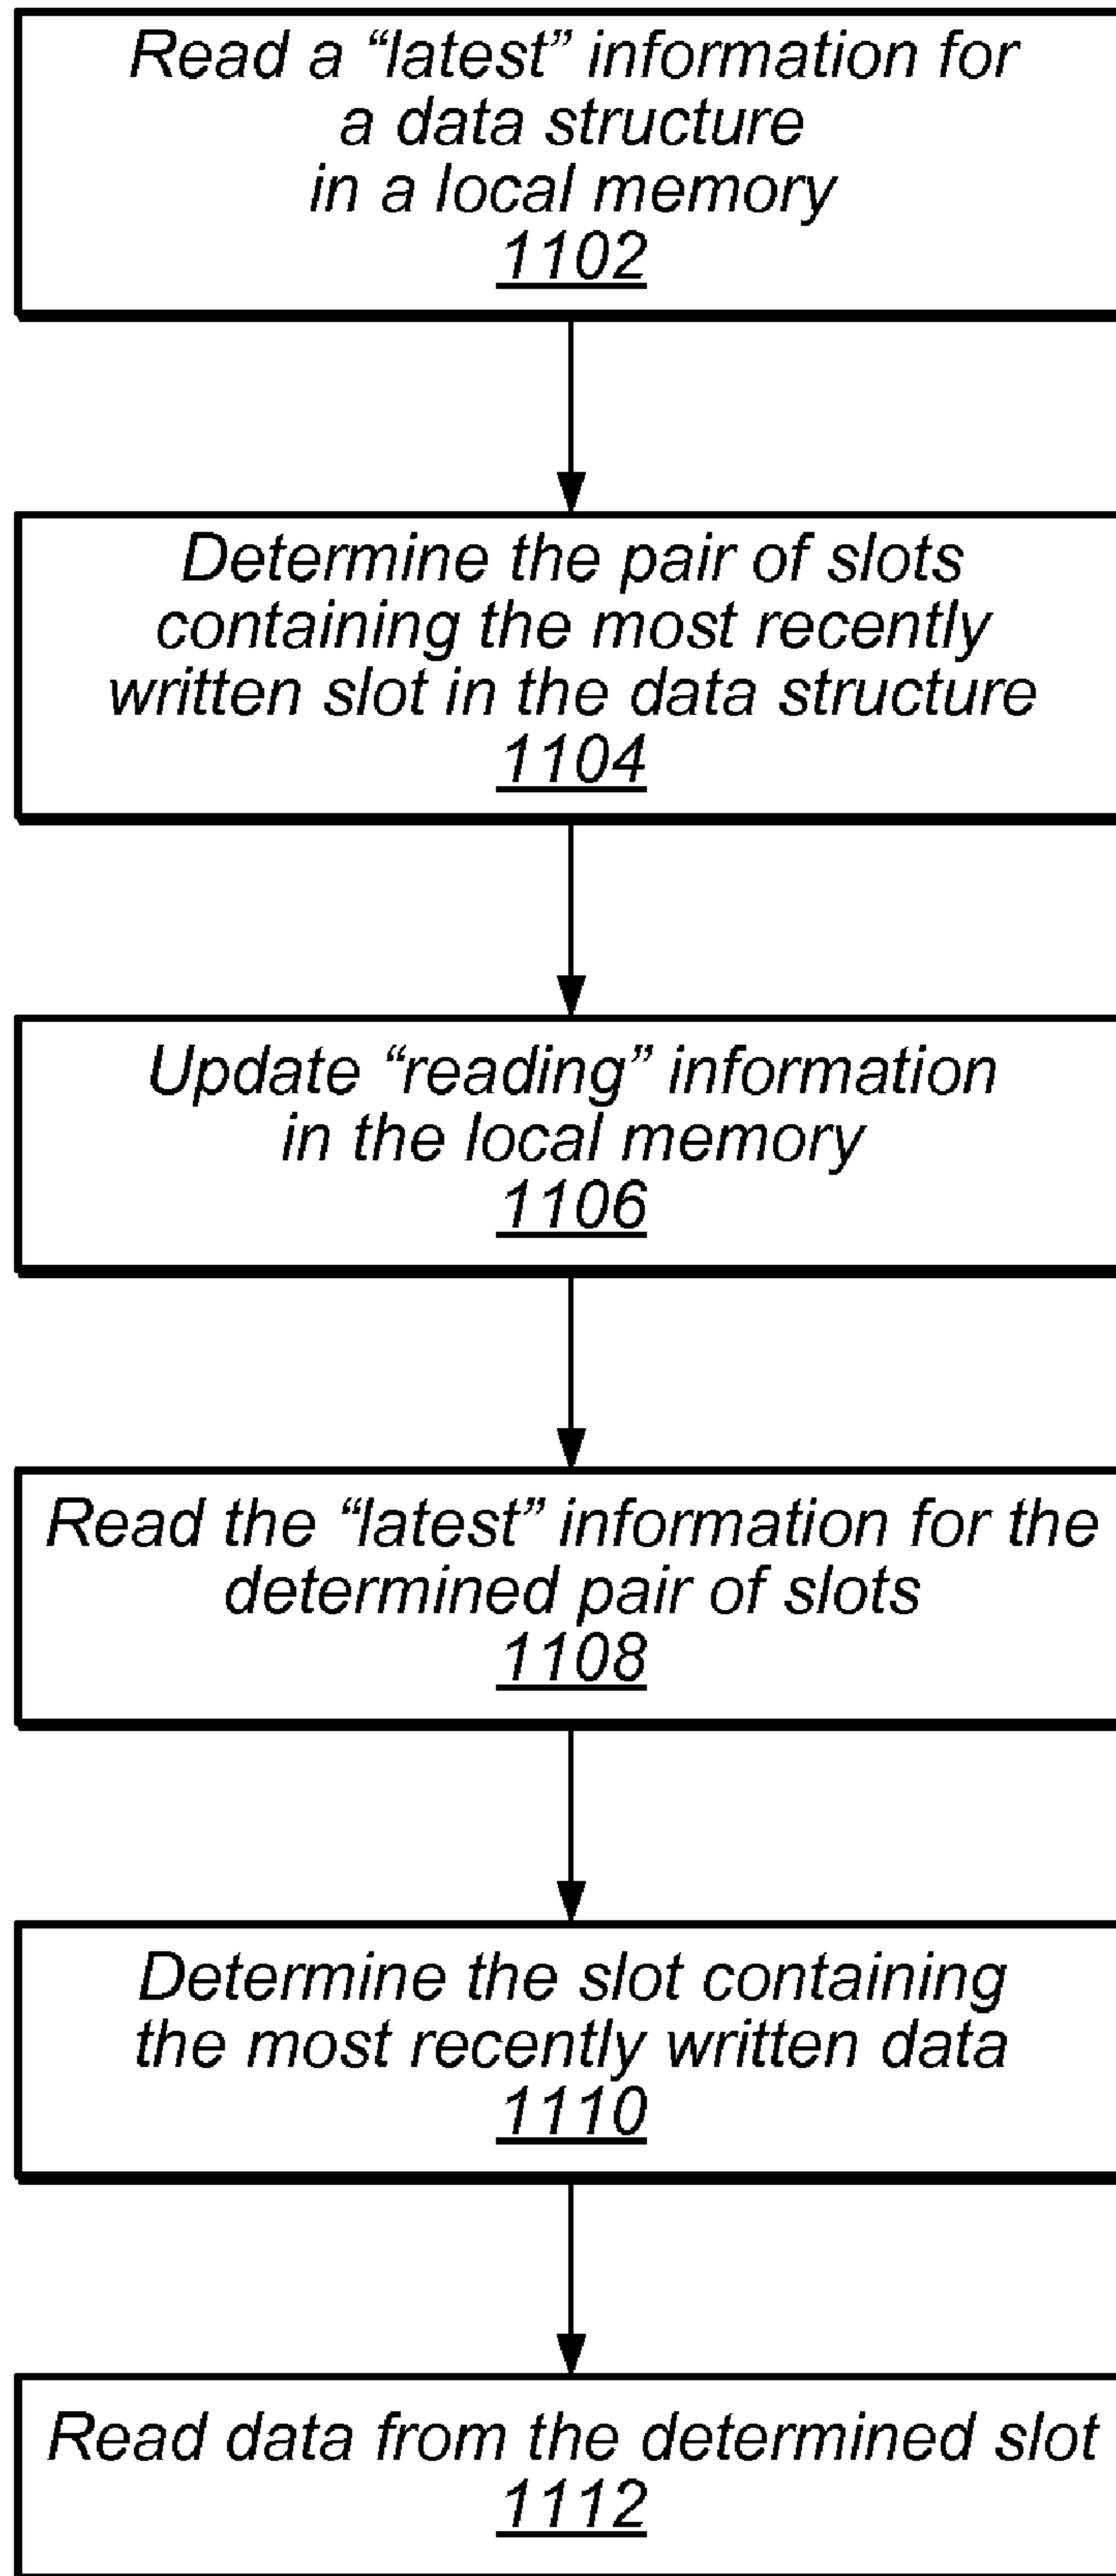 Read a “latest” information for
a data structure
in a local memory
1102
Determine the pair of slots
containing the most recently
written slot in the data structure
1104
Update “reading” information
in the local memory
1106
Read the “latest” information for the
determined pair of slots
1108
Determine the slot containing
the most recently written data
1110
Read data from the determined slot
1112